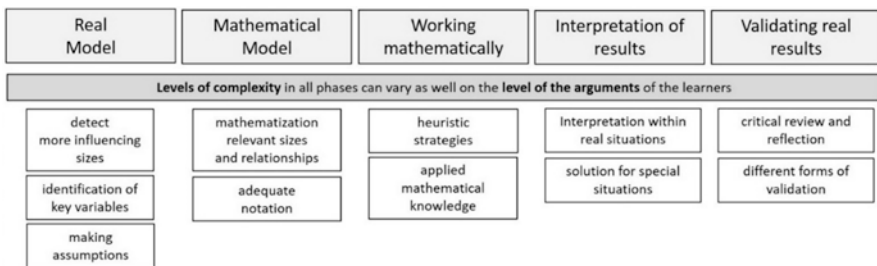 Real
Model
Mathematical
Model
Working
mathematically
Interpretation of
results
Validating real
results
Levels of complexity in all phases can vary as well on the level of the arguments of the learners
detect
more influencing
sizes
identification of
key variables
making
assumptions
mathematization
relevant sizes
and relationships
adequate
notation
heuristic
strategies
applied
mathematical
knowledge
Interpretation within
real situations
solution for special
situations
critical review and
reflection
different forms of
validation